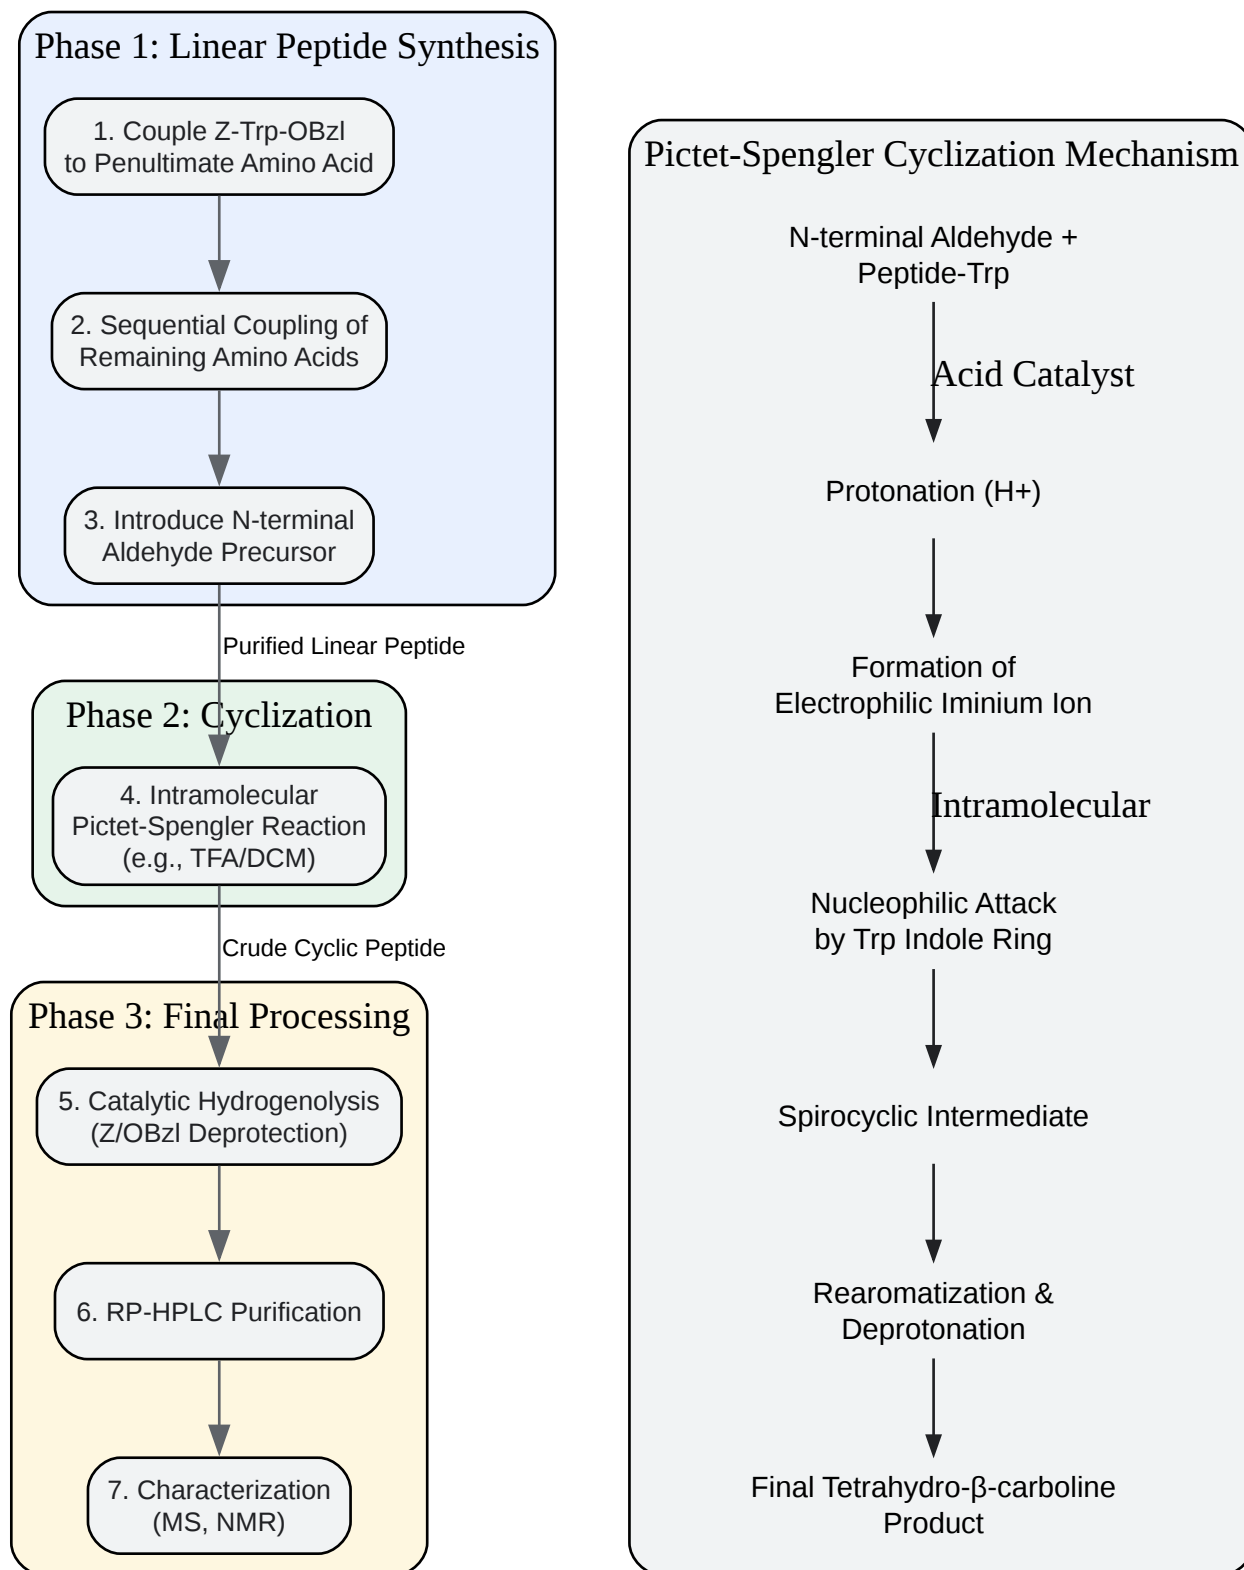 Phase 1: Linear Peptide Synthesis
1. Couple Z-Trp-OBzl
to Penultimate Amino Acid
2. Sequential Coupling of
Remaining Amino Acids
3. Introduce N-terminal
Aldehyde Precursor
Purified Linear Peptide
Phase 2: Cyclization
4. Intramolecular
Pictet-Spengler Reaction
(e.g., TFA/DCM)
Crude Cyclic Peptide
Phase 3: Final Processing
5. Catalytic Hydrogenolysis
(Z/OBzl Deprotection)
6. RP-HPLC Purification
7. Characterization
(MS, NMR)
Pictet-Spengler Cyclization Mechanism
N-terminal Aldehyde +
Peptide-Trp
Acid Catalyst
Protonation (H+)
Formation of
Electrophilic Iminium Ion
Intramolecular
Nucleophilic Attack
by Trp Indole Ring
Spirocyclic Intermediate
Rearomatization &
Deprotonation
Final Tetrahydro-β-carboline
Product